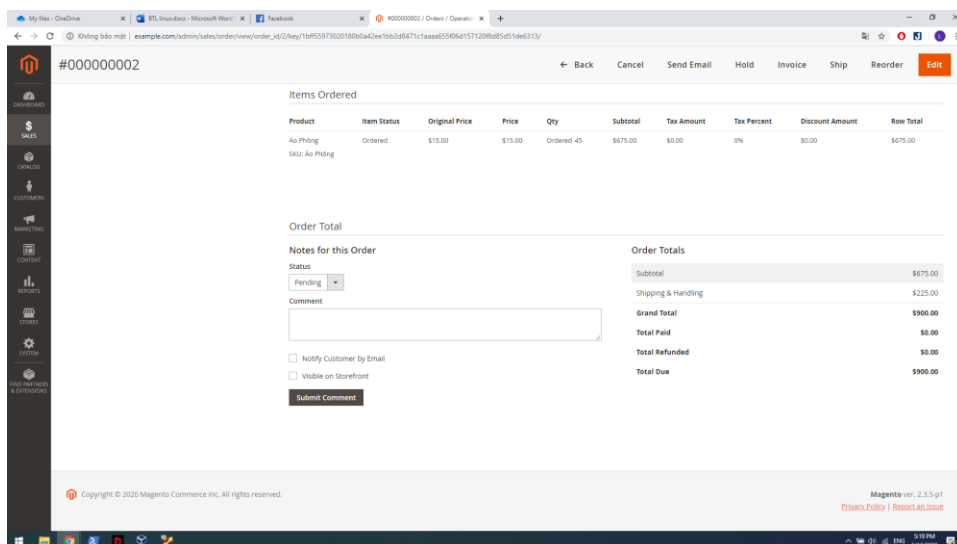 My files - OneDrive
BTL linux.docx - Microsoft Word
Facebook
#000000002 / Orders / Operation
Không bảo mật
example.com/admin/sales/order/view/order_id/2/key/
#000000002
← Back
Cancel
Send Email
Hold
Invoice
Ship
Reorder
Edit
DASHBOARD
SALES
CATALOG
CUSTOMERS
MARKETING
CONTENT
REPORTS
STORES
SYSTEM
FIND PARTNERS
& EXTENSIONS
Items Ordered
Product Item Status Original Price Price Qty Subtotal Tax Amount Tax Percent Discount Amount Row Total
Áo Phông Ordered $15.00 $15.00 Ordered 45 $675.00 $0.00 0% $0.00 $675.00
SKU: Áo Phông
Order Total
Notes for this Order
Status
Pending
Comment
Notify Customer by Email
Visible on Storefront
Submit Comment
Order Totals
Subtotal $675.00
Shipping & Handling $225.00
Grand Total $900.00
Total Paid $0.00
Total Refunded $0.00
Total Due $900.00
Copyright © 2020 Magento Commerce Inc. All rights reserved.
Magento ver. 2.3.5-p1
Privacy Policy | Report an Issue
ENG
5:19 PM